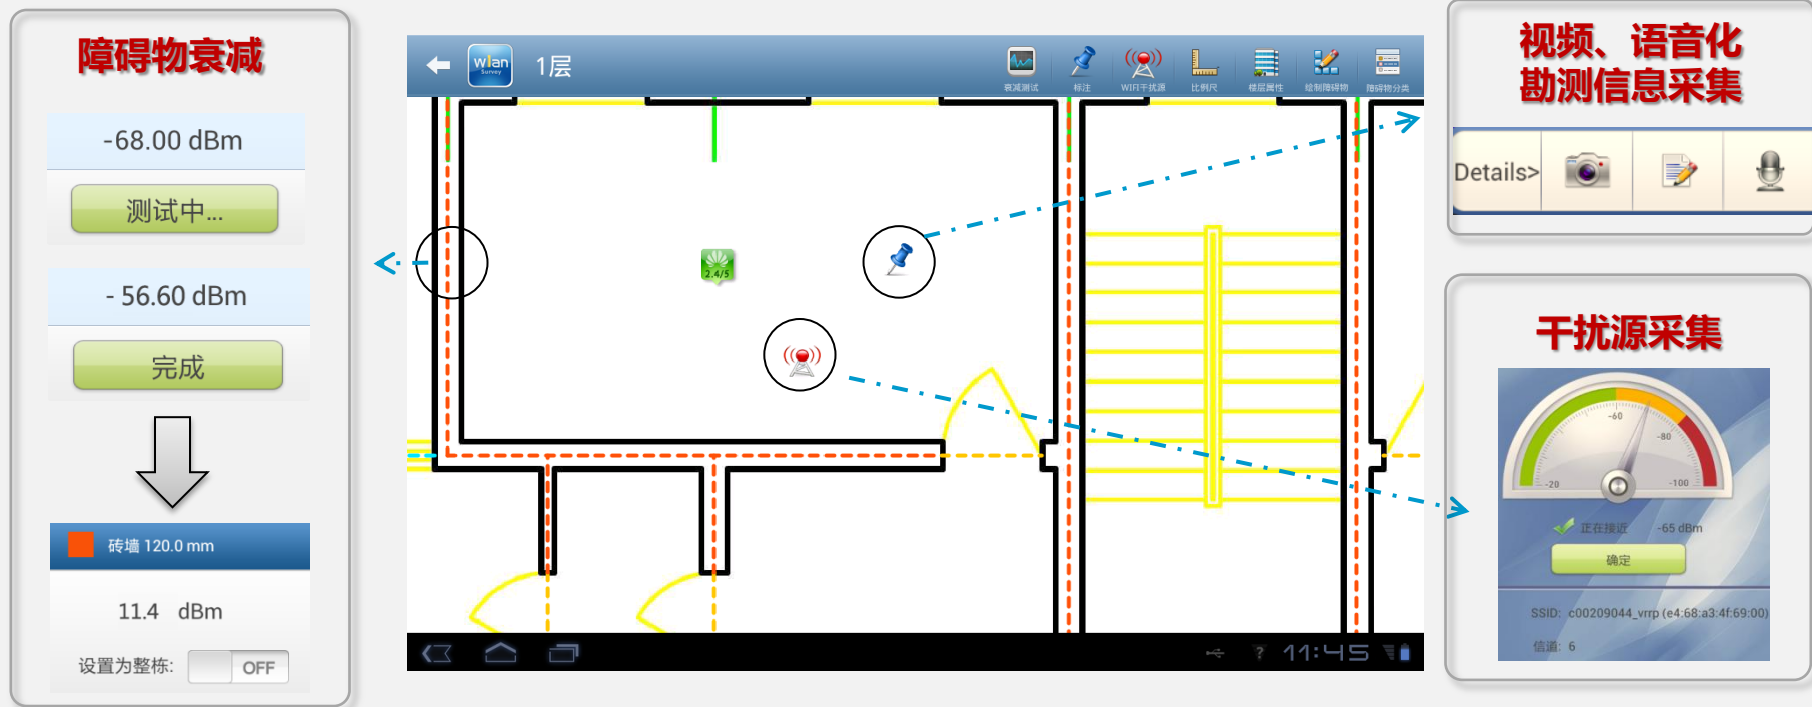 障碍物衰减
-68.00 dBm
测试中...
- 56.60 dBm
完成
砖墙 120.0 mm
11.4 dBm
设置为整栋: OFF
wlan
Survey
1层
衰减测试 标注 WIFI干扰源 比例尺 楼层属性 绘制障碍物 障碍物分类
2.4/5
11:45
视频、语音化
勘测信息采集
Details>
干扰源采集
-60
-80
-20
-100
正在接近 -65 dBm
确定
SSID: c00209044_vrrp (e4:68:a3:4f:69:00)
信道: 6